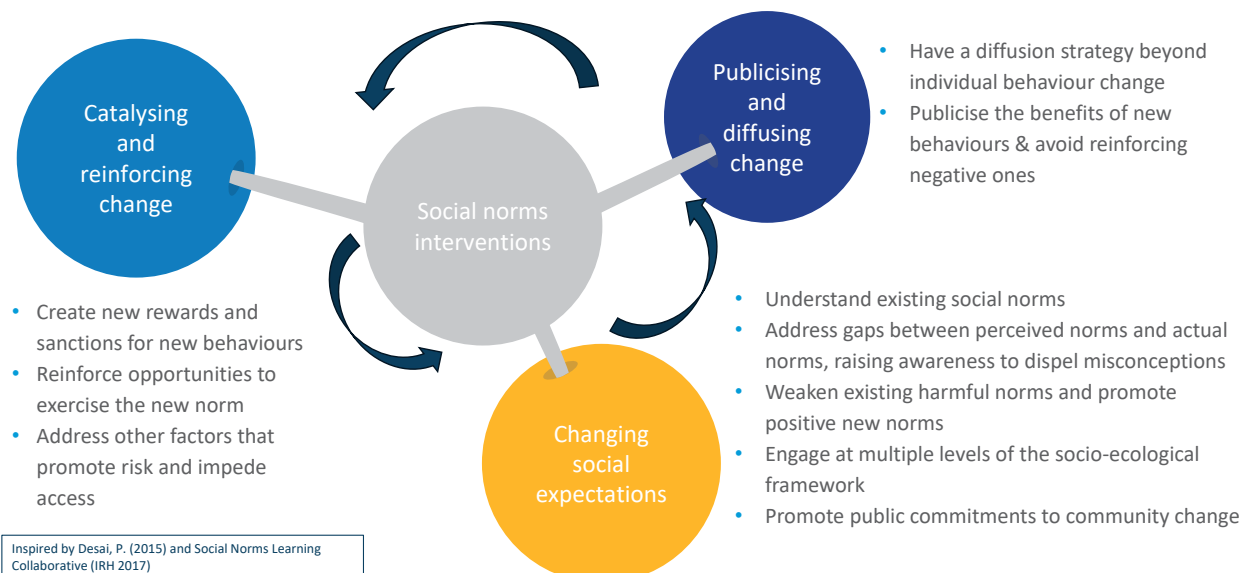 Catalysing
and
reinforcing
change
Publicising
and
diffusing
change
• Have a diffusion strategy beyond
individual behaviour change
• Publicise the benefits of new
behaviours & avoid reinforcing
negative ones
Social norms
interventions
• Create new rewards and
sanctions for new behaviours
• Reinforce opportunities to
exercise the new norm
• Address other factors that
promote risk and impede
access
Changing
social
expectations
• Understand existing social norms
• Address gaps between perceived norms and actual
norms, raising awareness to dispel misconceptions
• Weaken existing harmful norms and promote
positive new norms
• Engage at multiple levels of the socio-ecological
framework
• Promote public commitments to community change
Inspired by Desai, P. (2015) and Social Norms Learning
Collaborative (IRH 2017)